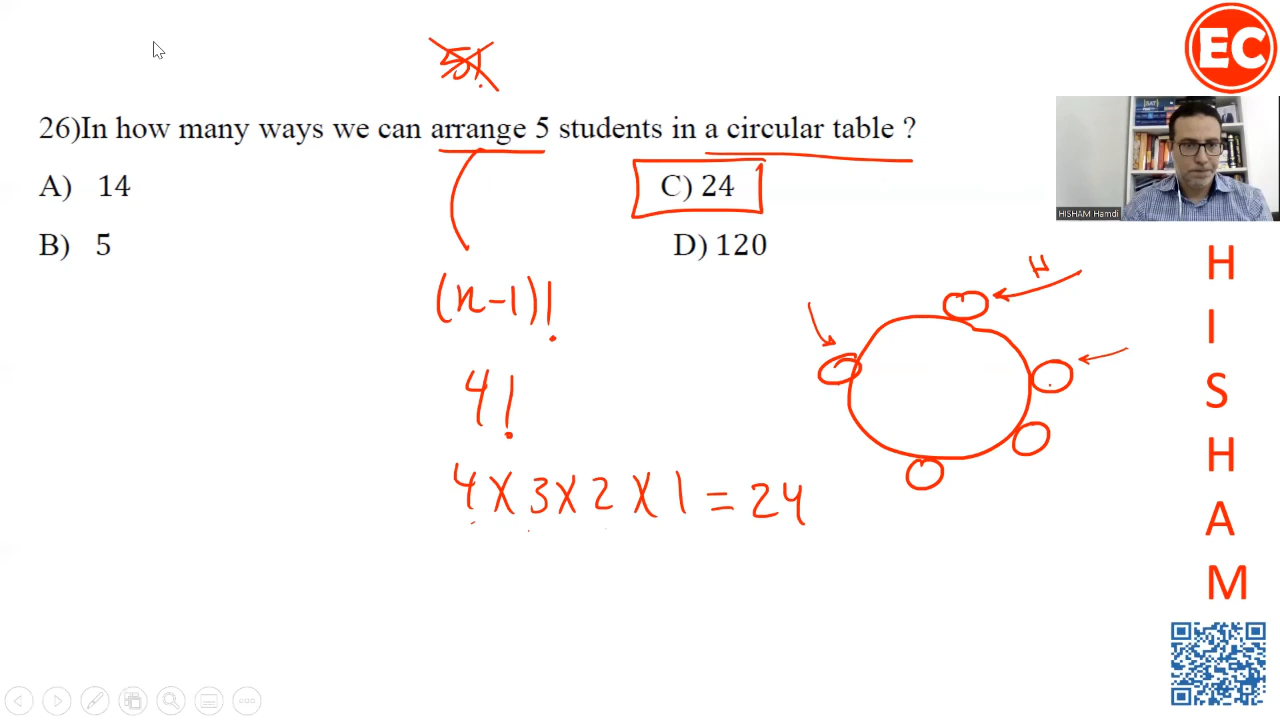 5!
26)In how many ways we can arrange 5 students in a circular table ?
A) 14
C) 24
B) 5
D) 120
(n-1)!
4!
4 X 3 X 2 X 1 = 24
H
EC
HISHAM Hamdi
H
I
S
H
A
M